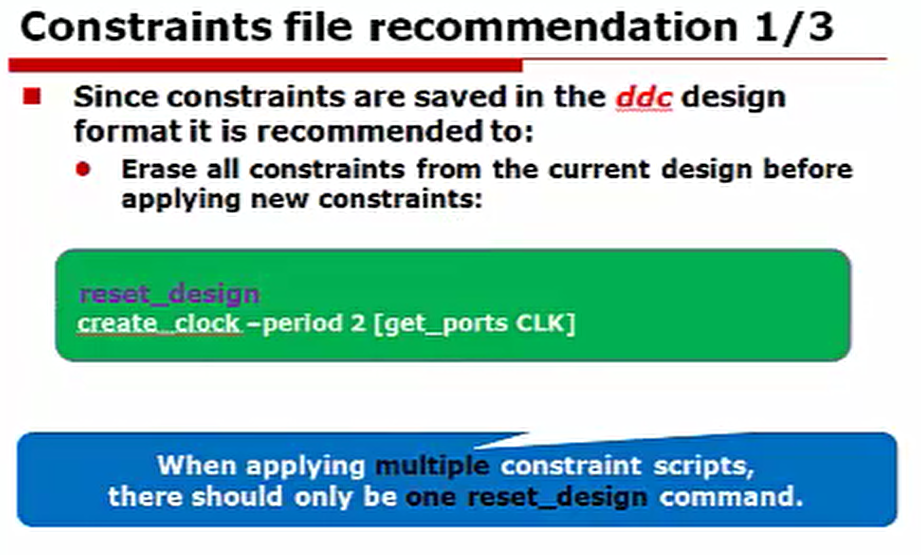 Constraints file recommendation 1/3
Since constraints are saved in the ddc design
format it is recommended to:
Erase all constraints from the current design before
applying new constraints:
reset_design
create_clock –period 2 [get_ports CLK]
When applying multiple constraint scripts,
there should only be one reset_design command.